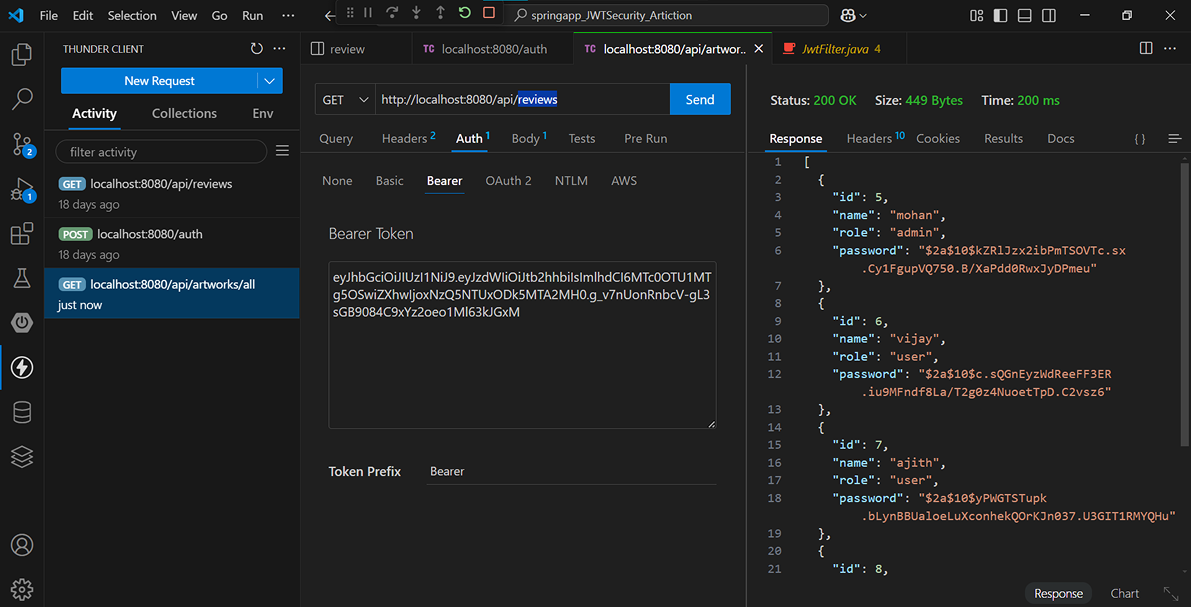 File Edit Selection View Go Run ··· springapp_JWTSecurity_Artiction
THUNDER CLIENT
New Request
Activity Collections Env
filter activity
GET localhost:8080/api/reviews
18 days ago
POST localhost:8080/auth
18 days ago
GET localhost:8080/api/artworks/all
just now
2
1
review
TC localhost:8080/auth
TC localhost:8080/api/artwor..
JwtFilter.java 4
GET http://localhost:8080/api/reviews Send
Query Headers 2 Auth 1 Body 1 Tests Pre Run
None Basic Bearer OAuth 2 NTLM AWS
Bearer Token
eyJhbGciOiJIUzI1NiJ9.eyJzdWIiOiJtb2hhbiIsImlhdCI6MTc0OTU1MT
g5OSwiZXhwIjoxNzQ5NTUxODk5MTA2MH0.g_v7nUonRnbcV-gL3
sGB9084C9xYz2oeo1Ml63kJGxM
Token Prefix Bearer
Status: 200 OK Size: 449 Bytes Time: 200 ms
Response Headers 10 Cookies Results Docs { }
1 [
2 {
3 "id": 5,
4 "name": "mohan",
5 "role": "admin",
6 "password": "$2a$10$kZRlJzx2ibPmTSOVTc.sx
.Cy1FgupVQ750.B/XaPdd0RwxJyDPmeu"
7 },
8 {
9 "id": 6,
10 "name": "vijay",
11 "role": "user",
12 "password": "$2a$10$c.sQGnEyzWdReeFF3ER
.iu9MFndf8La/T2g0z4NuoetTpD.C2vsz6"
13 },
14 {
15 "id": 7,
16 "name": "ajith",
17 "role": "user",
18 "password": "$2a$10$yPWGTSTupk
.bLynBBUaloeLuXconhekQOrKJn037.U3GIT1RMYQHu"
19 },
20 {
21 "id": 8,
Response Chart